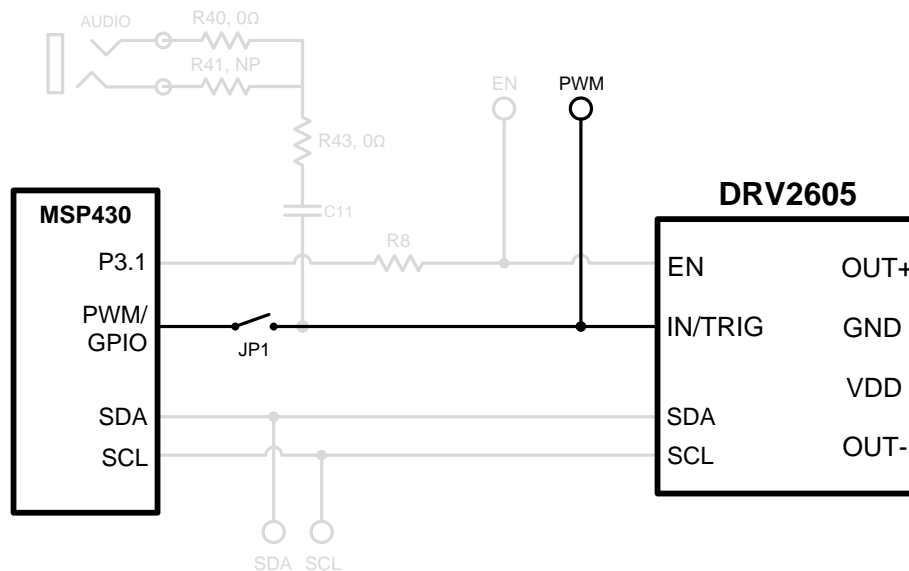 AUDIO
R40, 0Ω
R41, NP
EN
PWM
R43, 0Ω
DRV2605
MSP430
C11
R8
P3.1
EN
OUT+
PWM/
GPIO
IN/TRIG
GND
JP1
VDD
SDA
SDA
SCL
SCL
OUT-
SDA
SCL